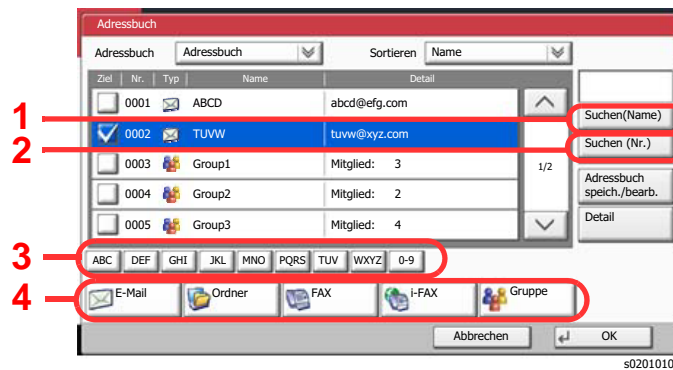 Adressbuch
Adressbuch Adressbuch Sortieren Name
Ziel Nr. Typ Name Detail
0001 ABCD abcd@efg.com
0002 TUVW tuvw@xyz.com
0003 Group1 Mitglied: 3
0004 Group2 Mitglied: 2
0005 Group3 Mitglied: 4
1/2
Suchen(Name)
Suchen (Nr.)
Adressbuch
speich./bearb.
Detail
1
2
3
ABC DEF GHI JKL MNO PQRS TUV WXYZ 0-9
4
E-Mail Ordner FAX i-FAX Gruppe
Abbrechen OK
s0201010